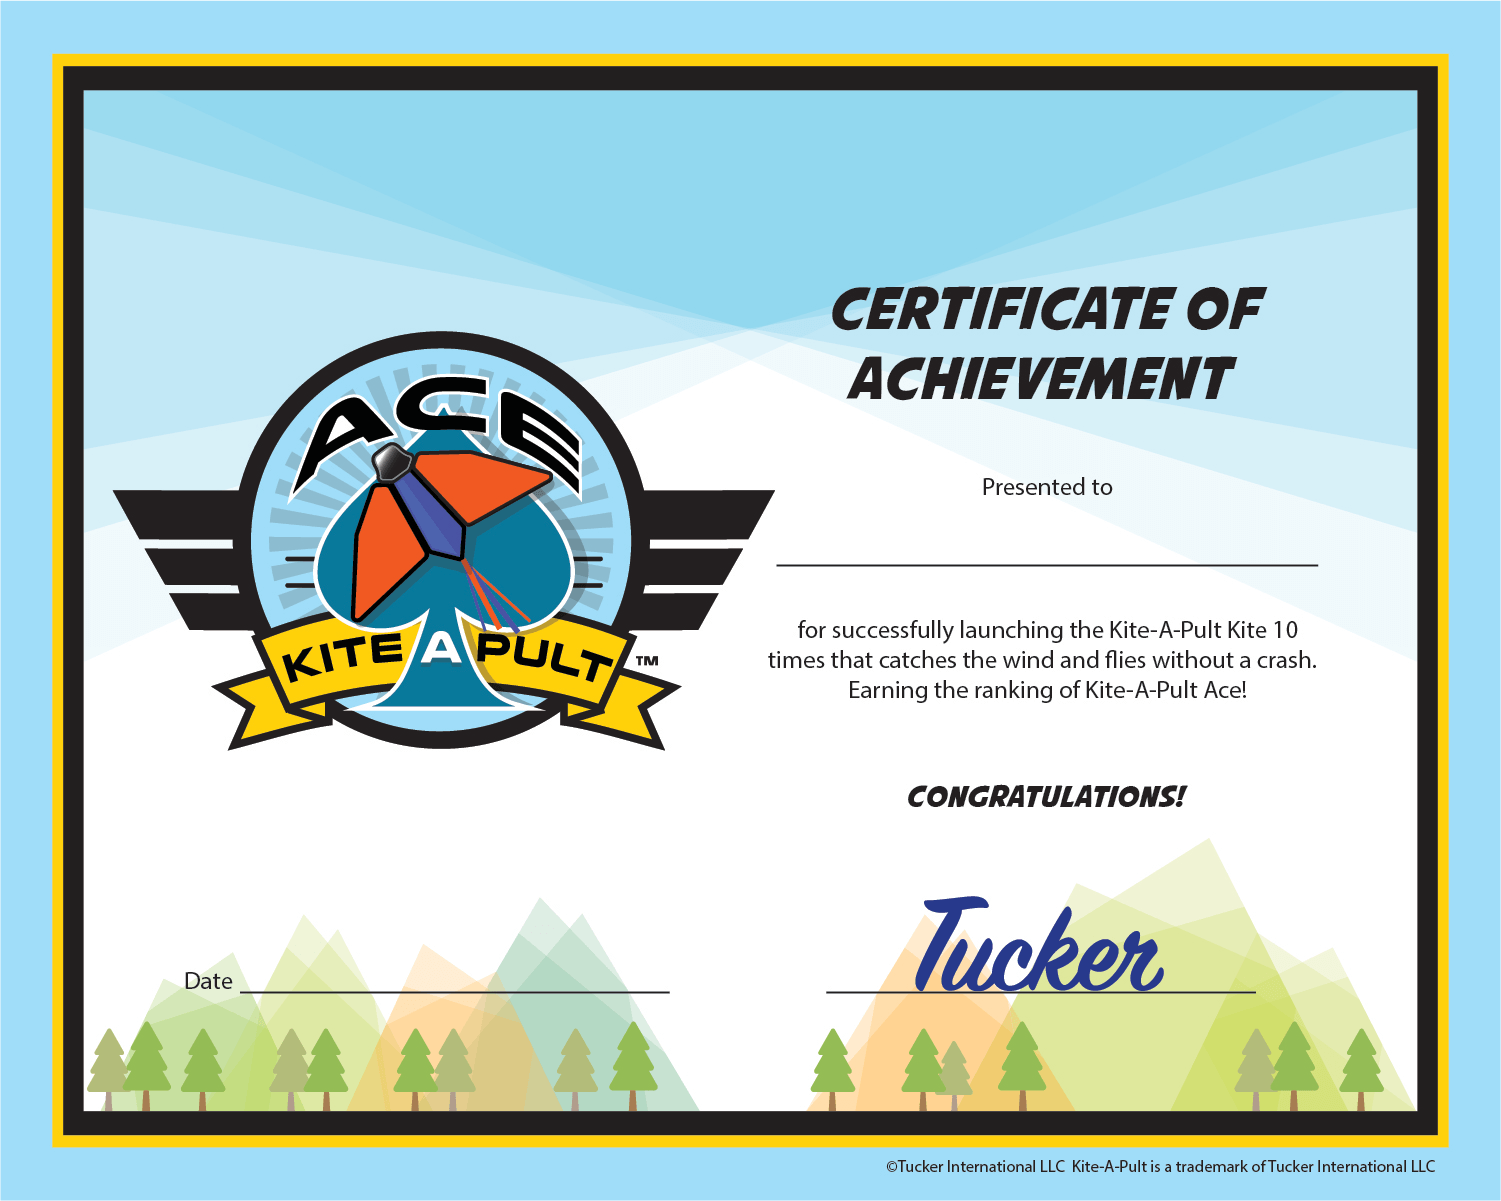 ACE
KITE A PULT ™
CERTIFICATE OF
ACHIEVEMENT
Presented to
for successfully launching the Kite-A-Pult Kite 10
times that catches the wind and flies without a crash.
Earning the ranking of Kite-A-Pult Ace!
CONGRATULATIONS!
Date
Tucker
©Tucker International LLC Kite-A-Pult is a trademark of Tucker International LLC